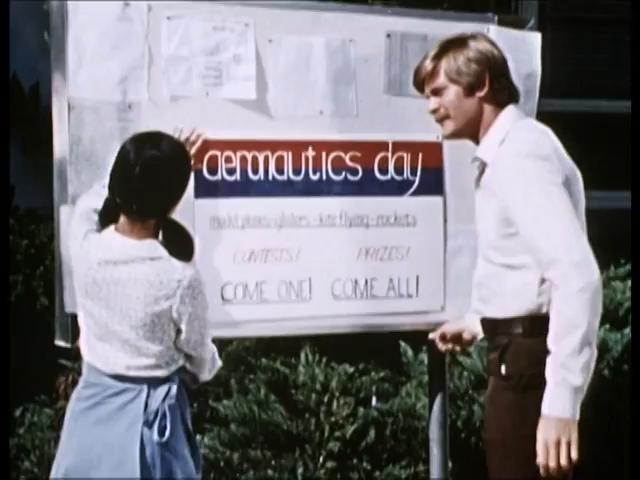 aeronautics day
model planes - gliders - kite flying - rockets
CONTESTS! PRIZES!
COME ONE! COME ALL!